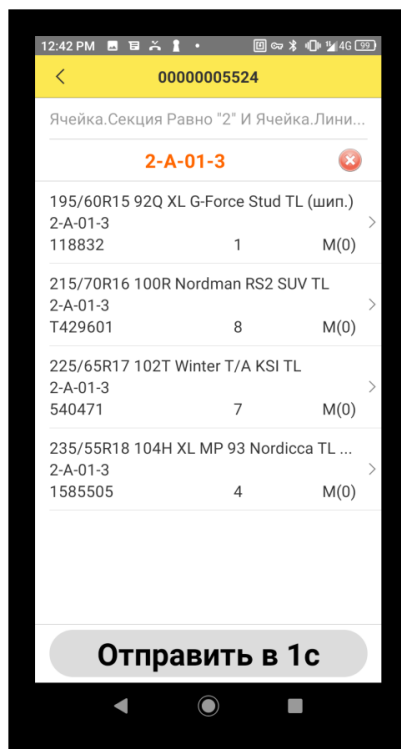 12:42 PM 4G 99
00000005524
Ячейка.Секция Равно "2" И Ячейка.Лини...
2-A-01-3
195/60R15 92Q XL G-Force Stud TL (шип.)
2-A-01-3
118832 1 М(0)
215/70R16 100R Nordman RS2 SUV TL
2-A-01-3
T429601 8 М(0)
225/65R17 102T Winter T/A KSI TL
2-A-01-3
540471 7 М(0)
235/55R18 104H XL MP 93 Nordicca TL ...
2-A-01-3
1585505 4 М(0)
Отправить в 1с